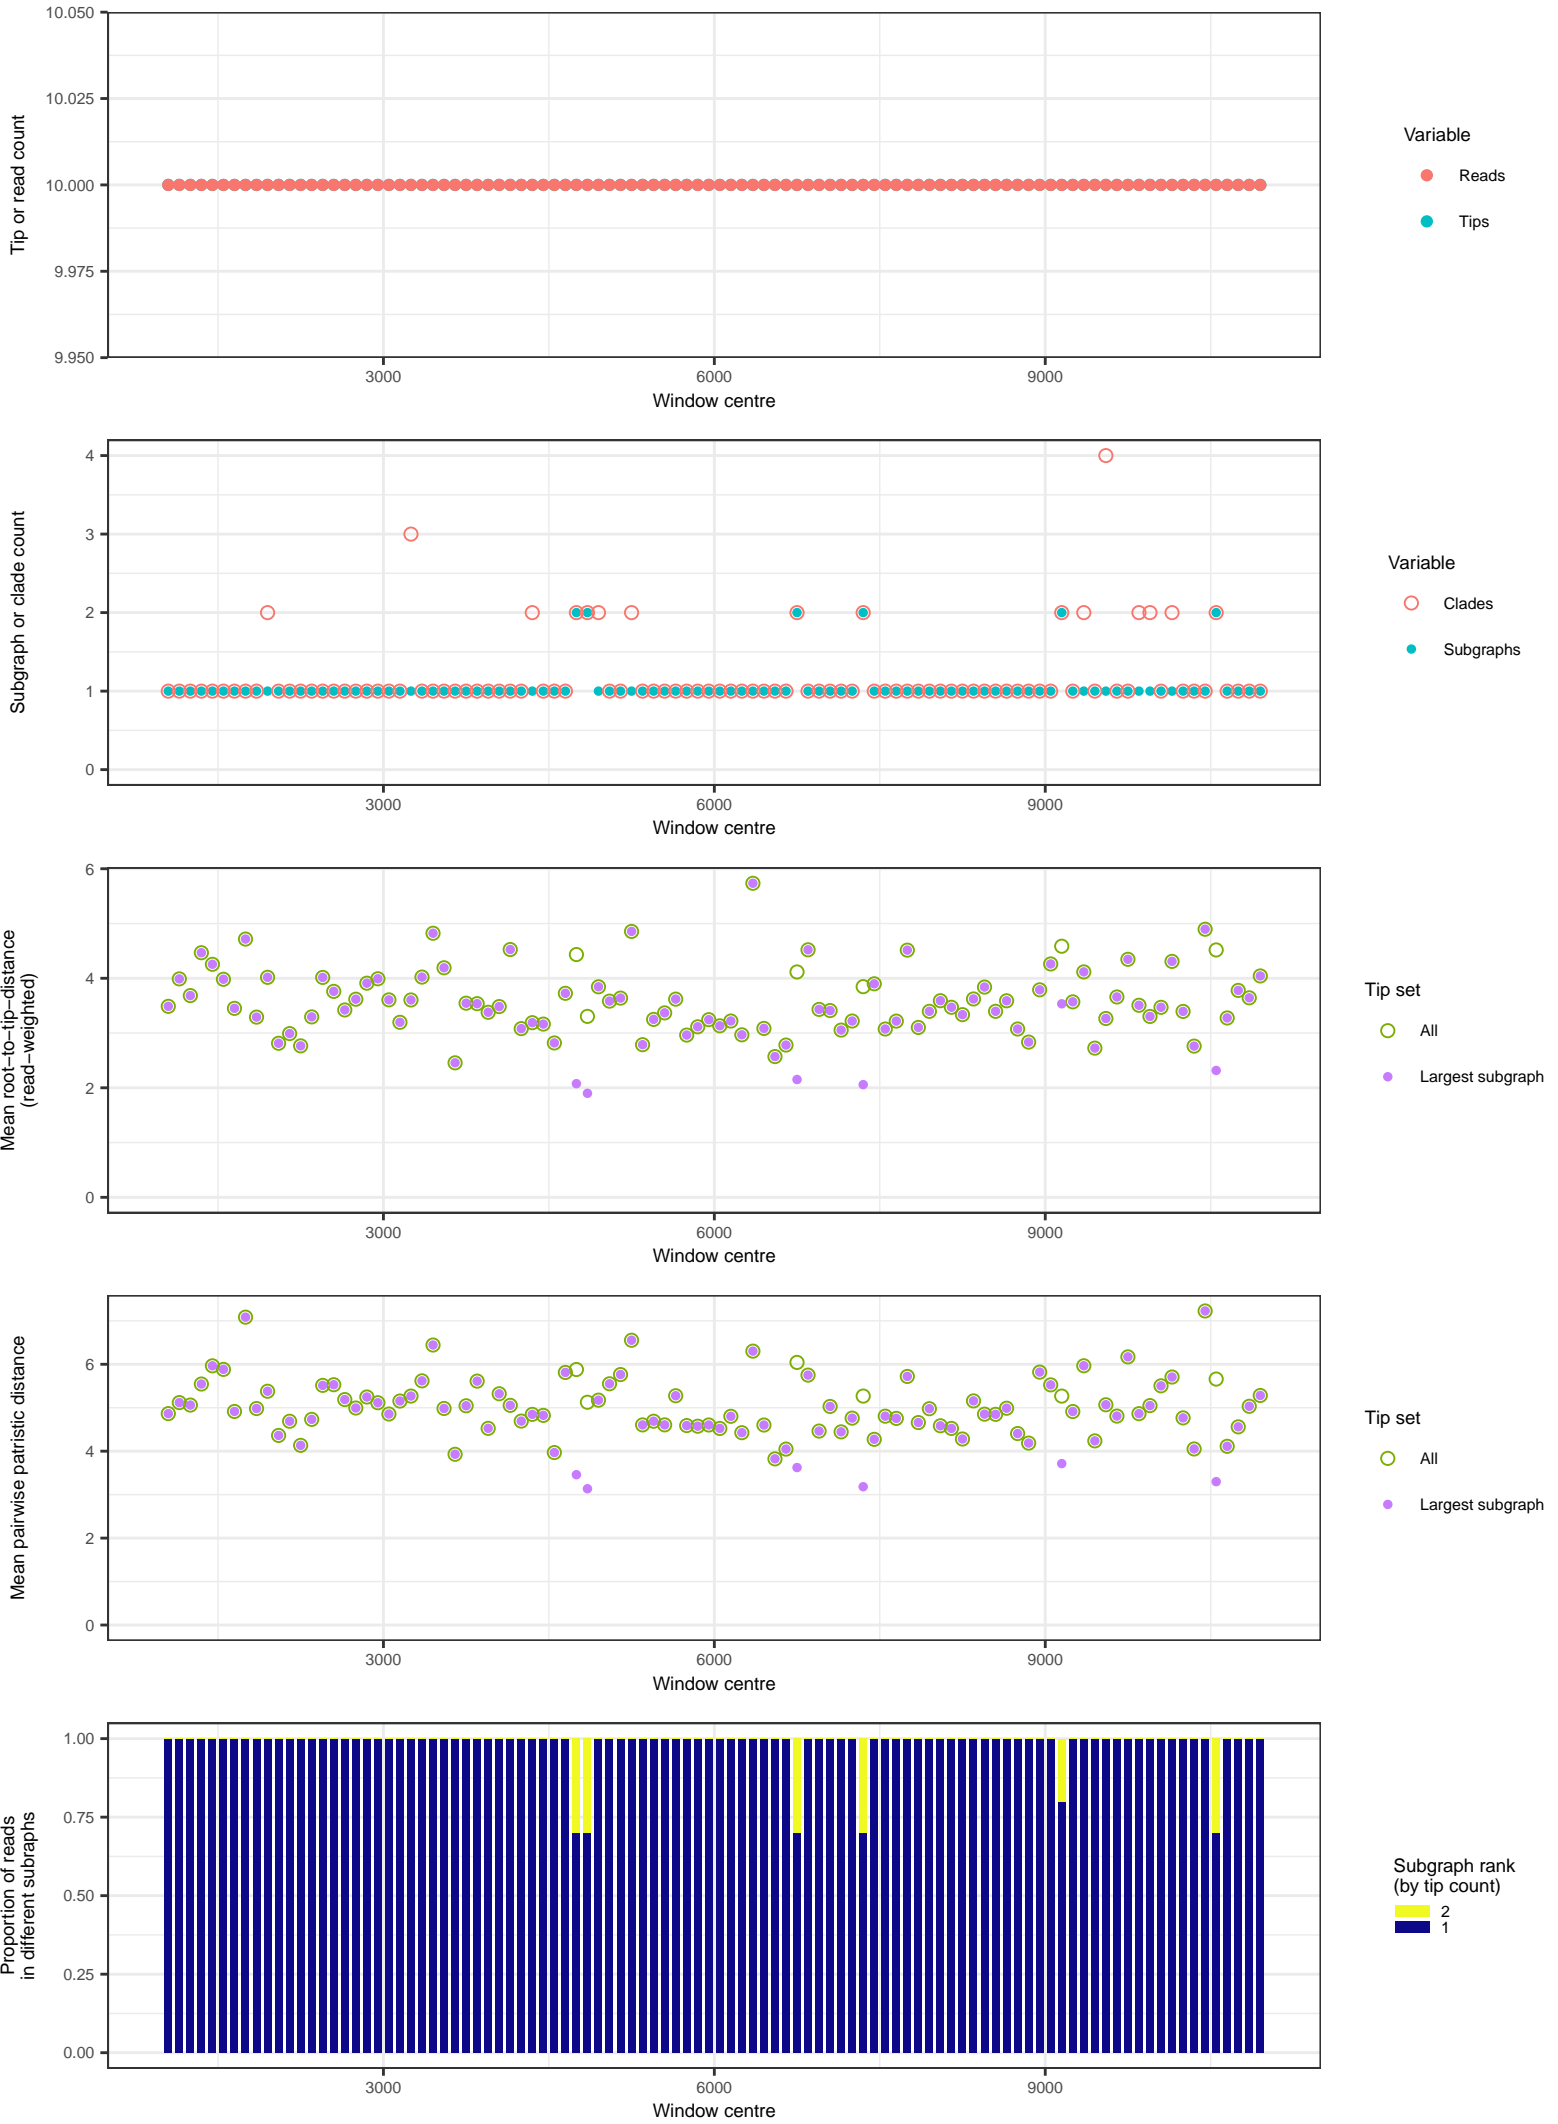 10.050
10.025
10.000
9.975
9.950
Tip or read count
3000
6000
9000
Window centre
Variable
Reads
Tips
4
3
2
1
0
Subgraph or clade count
3000
6000
9000
Window centre
Variable
Clades
Subgraphs
6
4
2
0
Mean root−to−tip−distance
(read−weighted)
3000
6000
9000
Window centre
Tip set
All
Largest subgraph
6
4
2
0
Mean pairwise patristic distance
3000
6000
9000
Window centre
Tip set
All
Largest subgraph
1.00
0.75
0.50
0.25
0.00
Proportion of reads
in different subraphs
3000
6000
9000
Window centre
Subgraph rank
(by tip count)
2
1